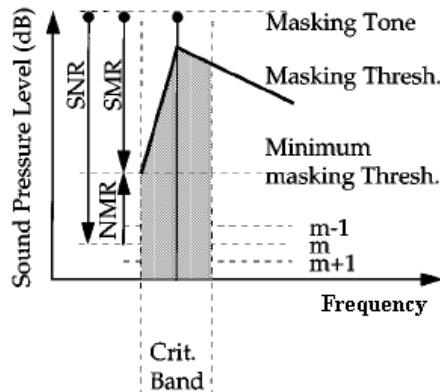 Sound Pressure Level (dB)
SNR
SMR
NMR
Masking Tone
Masking Thresh.
Minimum
masking Thresh.
m-1
m
m+1
Frequency
Crit.
Band